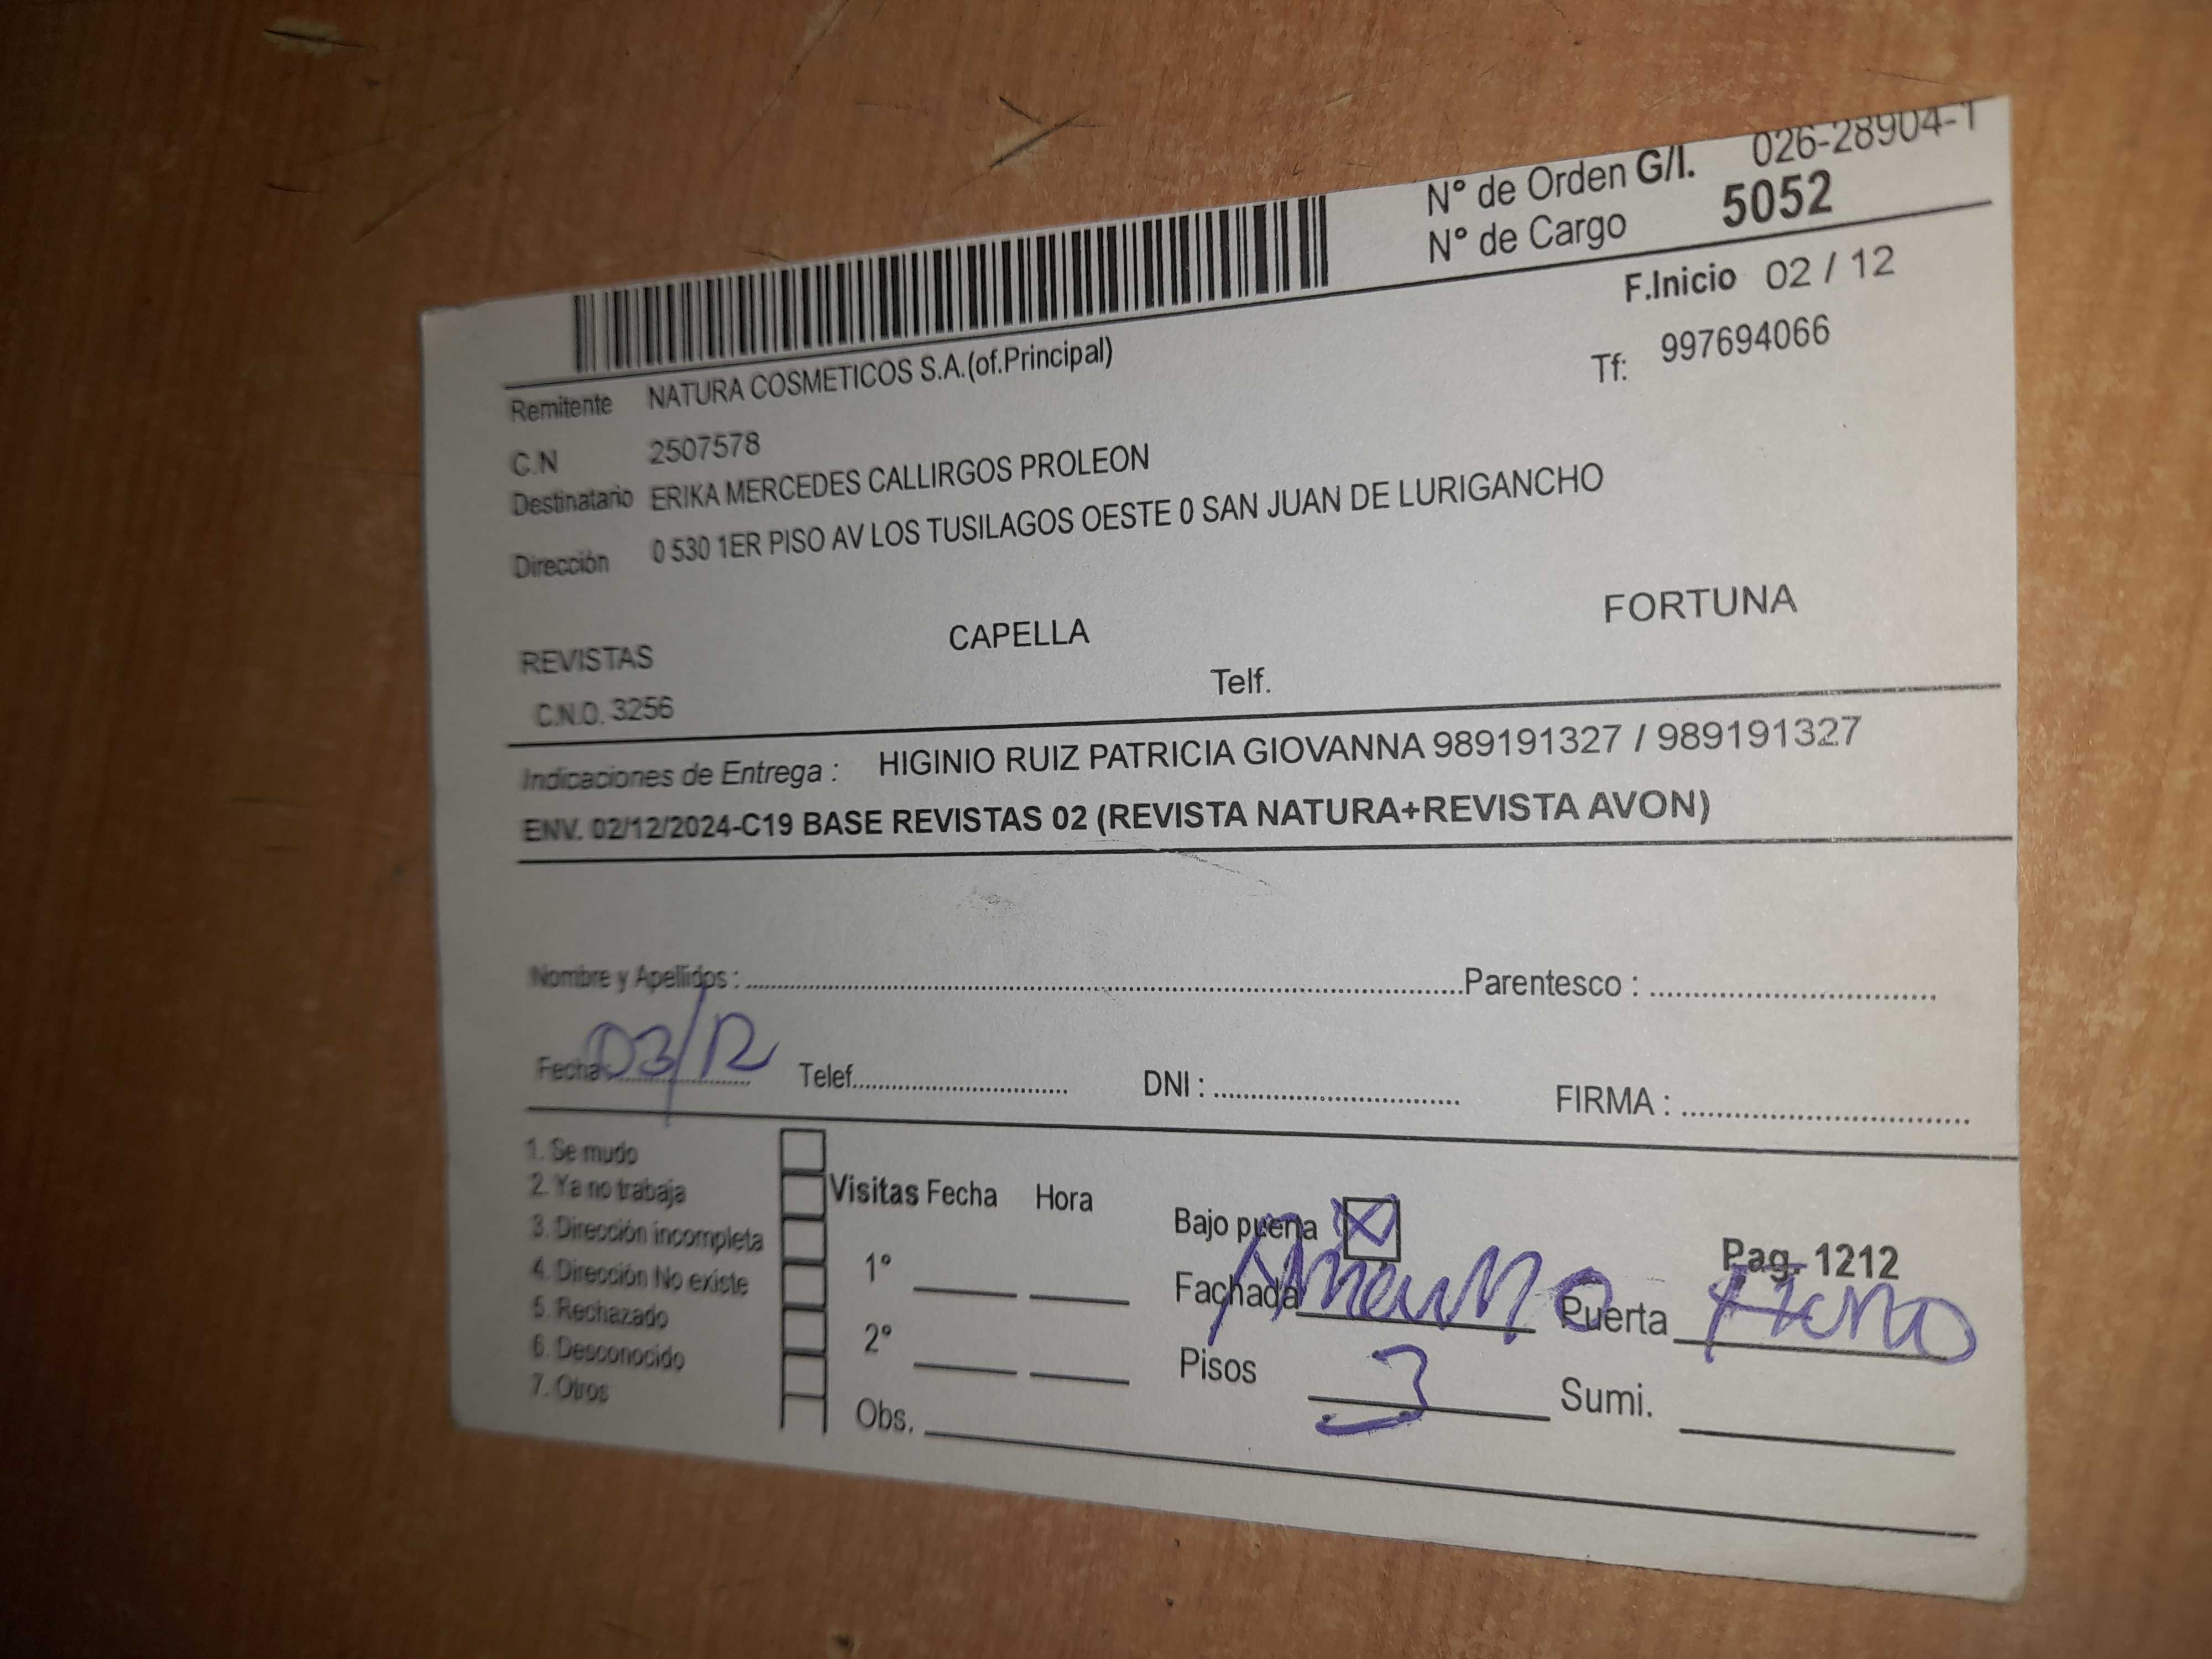 Nº de Orden G/I. 026-28904-1
Nº de Cargo 5052
F.Inicio 02 / 12
Remitente NATURA COSMETICOS S.A.(of.Principal) Tf: 997694066
C.N 2507578
Destinatario ERIKA MERCEDES CALLIRGOS PROLEON
Dirección 0 530 1ER PISO AV LOS TUSILAGOS OESTE 0 SAN JUAN DE LURIGANCHO
REVISTAS CAPELLA FORTUNA
C.N.O. 3256 Telf.
Indicaciones de Entrega : HIGINIO RUIZ PATRICIA GIOVANNA 989191327 / 989191327
ENV. 02/12/2024-C19 BASE REVISTAS 02 (REVISTA NATURA+REVISTA AVON)
Nombre y Apellidos : Parentesco :
Fecha 03/12 Telef. DNI : FIRMA :
1. Se mudo
2. Ya no trabaja Visitas Fecha Hora Bajo puerta X
3. Dirección incompleta Pag. 1212
4. Dirección No existe 1º Fachada Amarillo Puerta
5. Rechazado
6. Desconocido 2º Pisos 3 Sumi.
7. Otros Obs.